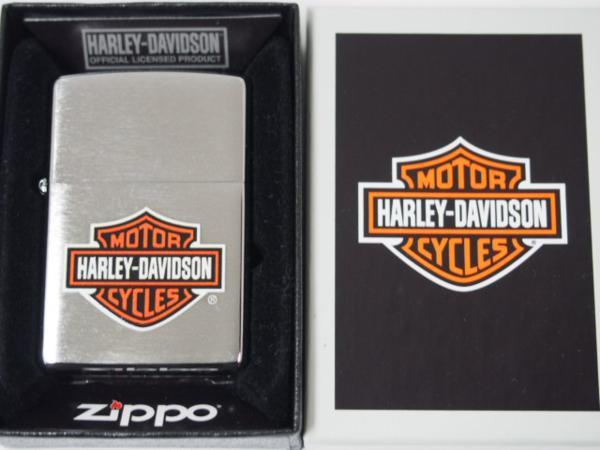 HARLEY-DAVIDSON
OFFICIAL LICENSED PRODUCT
MOTOR
HARLEY-DAVIDSON
CYCLES
®
zippo
MOTOR
HARLEY-DAVIDSON
CYCLES
®